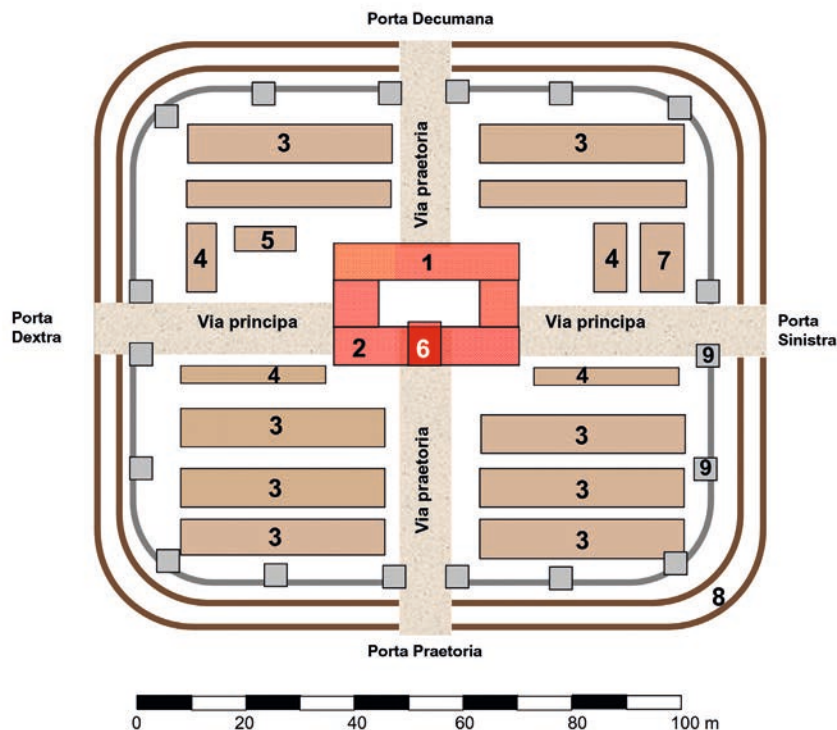 Porta Decumana
3
3
Via praetoria
4
5
1
4
7
Porta
Dextra
Via principa
Via principa
Porta
Sinistra
2
6
9
4
4
3
3
Via praetoria
9
3
3
3
3
8
Porta Praetoria
0
20
40
60
80
100 m